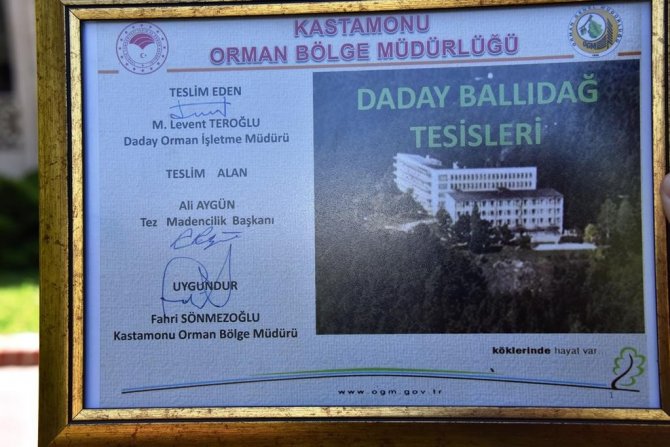 KASTAMONU
ORMAN BÖLGE MÜDÜRLÜĞÜ
TESLİM EDEN
M. Levent TEROĞLU
Daday Orman İşletme Müdürü
TESLİM ALAN
Ali AYGÜN
Tez Madencilik Başkanı
UYGUNDUR
Fahri SÖNMEZOĞLU
Kastamonu Orman Bölge Müdürü
DADAY BALLIDAĞ
TESİSLERİ
köklerinde hayat var
www.ogm.gov.tr
1